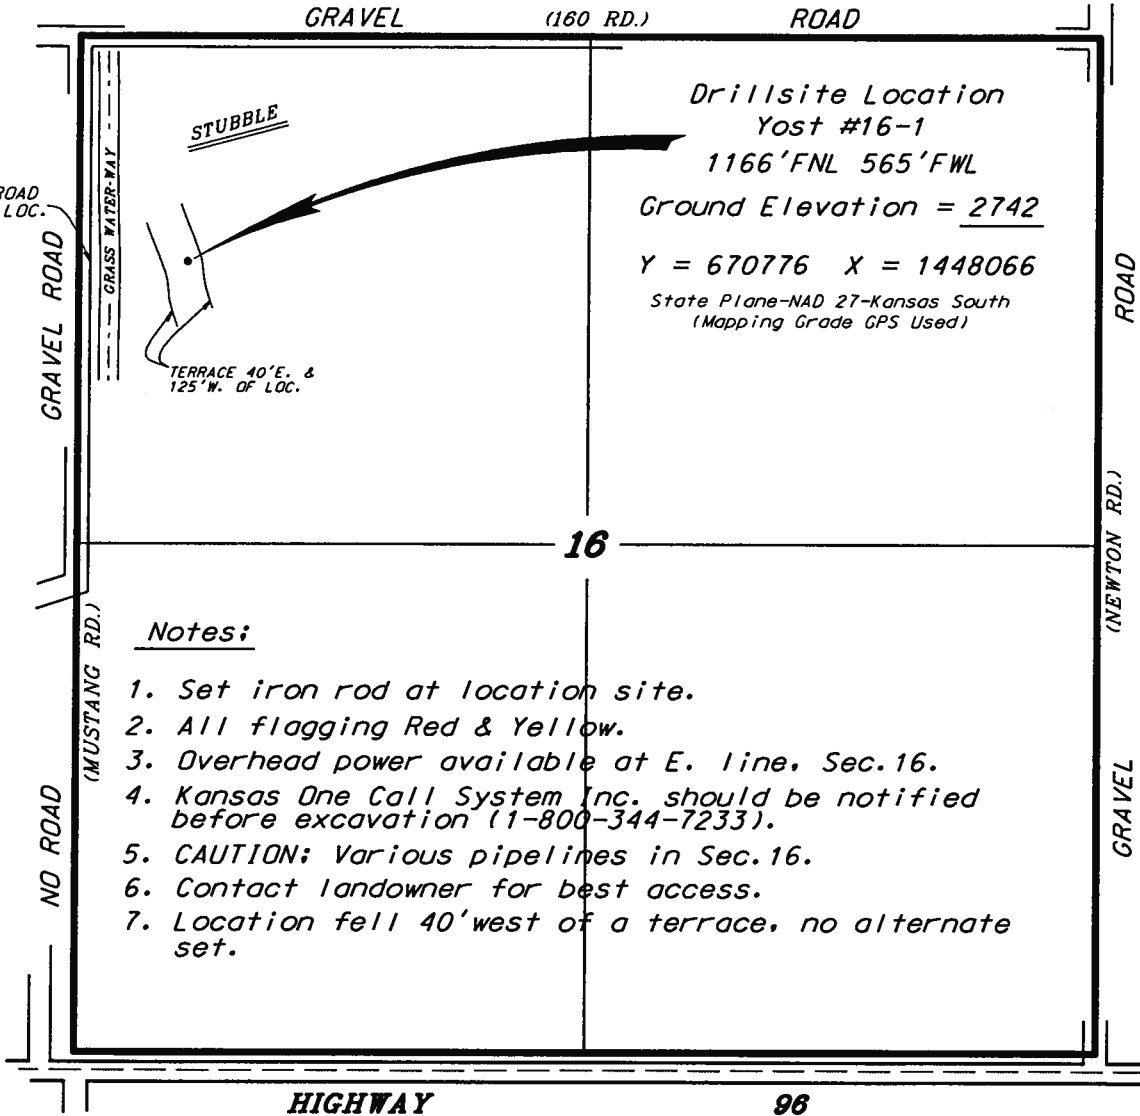 GRAVEL (160 RD.) ROAD
STUBBLE
GRASS WATER-WAY
ROAD
LOC.
GRAVEL ROAD
TERRACE 40'E. &
125'W. OF LOC.
Drillsite Location
Yost #16-1
1166'FNL 565'FWL
Ground Elevation = 2742
Y = 670776 X = 1448066
State Plane-NAD 27-Kansas South
(Mapping Grade GPS Used)
ROAD
(NEWTON RD.)
GRAVEL
16
(MUSTANG RD.)
NO ROAD
Notes:
1. Set iron rod at location site.
2. All flagging Red & Yellow.
3. Overhead power available at E. line, Sec.16.
4. Kansas One Call System Inc. should be notified
before excavation (1-800-344-7233).
5. CAUTION: Various pipelines in Sec.16.
6. Contact landowner for best access.
7. Location fell 40'west of a terrace, no alternate
set.
HIGHWAY 96